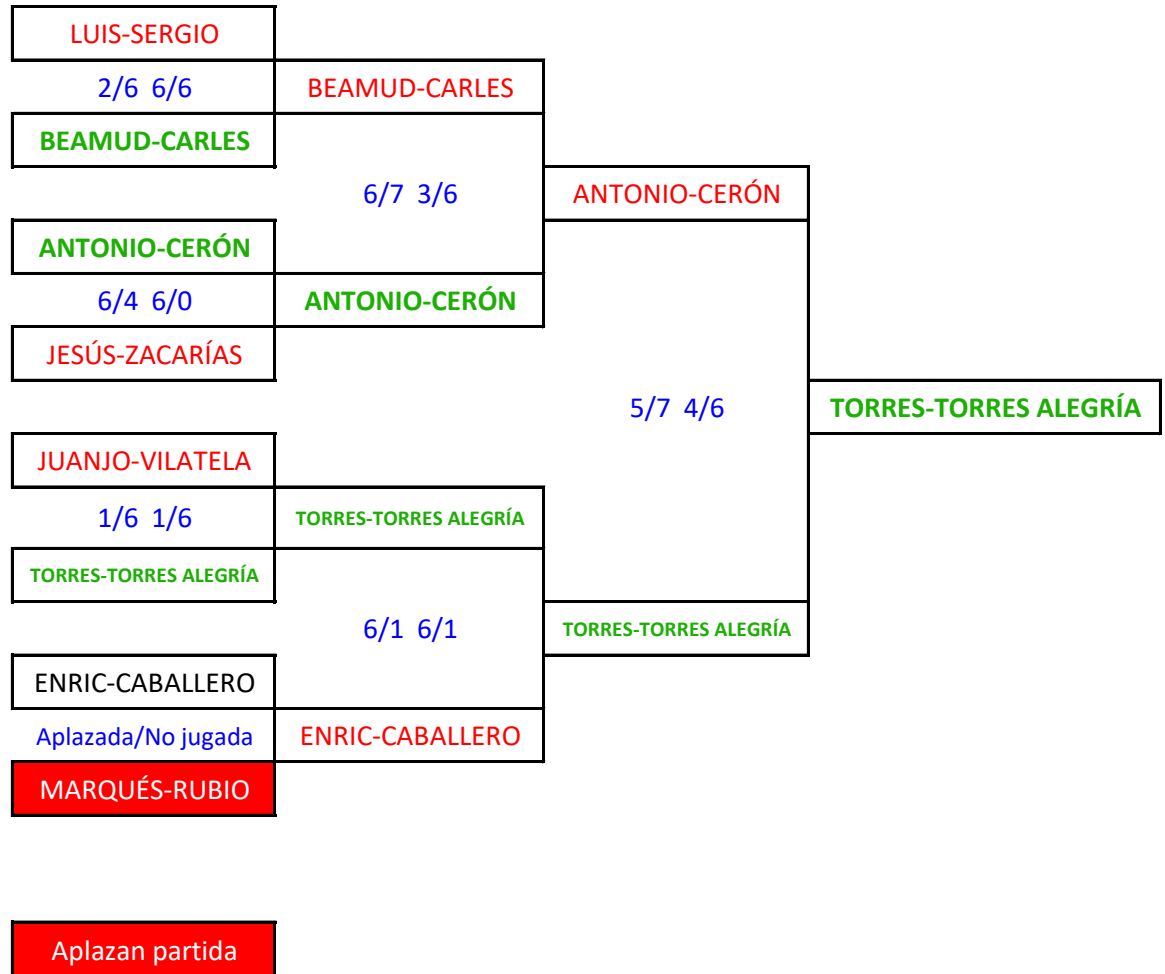 LUIS-SERGIO
2/6 6/6
BEAMUD-CARLES
BEAMUD-CARLES
6/7 3/6
ANTONIO-CERÓN
ANTONIO-CERÓN
6/4 6/0
ANTONIO-CERÓN
JESÚS-ZACARÍAS
5/7 4/6
TORRES-TORRES ALEGRÍA
JUANJO-VILATELA
1/6 1/6
TORRES-TORRES ALEGRÍA
TORRES-TORRES ALEGRÍA
6/1 6/1
TORRES-TORRES ALEGRÍA
ENRIC-CABALLERO
Aplazada/No jugada
ENRIC-CABALLERO
MARQUÉS-RUBIO
Aplazan partida